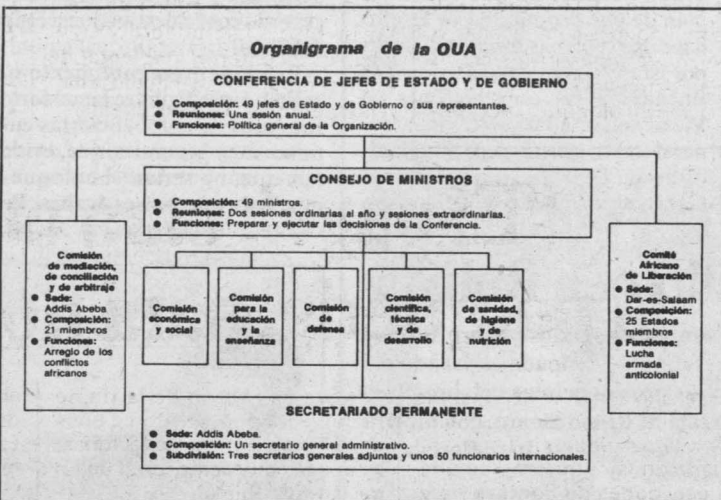 Organigrama de la OUA
CONFERENCIA DE JEFES DE ESTADO Y DE GOBIERNO
● Composición: 49 jefes de Estado y de Gobierno o sus representantes.
● Reuniones: Una sesión anual.
● Funciones: Política general de la Organización.
CONSEJO DE MINISTROS
● Composición: 49 ministros.
● Reuniones: Dos sesiones ordinarias al año y sesiones extraordinarias.
● Funciones: Preparar y ejecutar las decisiones de la Conferencia.
Comisión
de mediación,
de conciliación
y de arbitraje
● Sede:
Addis Abeba
● Composición:
21 miembros
● Funciones:
Arreglo de los
conflictos
africanos
Comisión
económica
y social
Comisión
para la
educación
y la
enseñanza
Comisión
de
defensa
Comisión
científica,
técnica
y de
desarrollo
Comisión
de sanidad,
de higiene
y de
nutrición
Comité
Africano
de Liberación
● Sede:
Dar-es-Salaam
● Composición:
25 Estados
miembros
● Funciones:
Lucha
armada
anticolonial
SECRETARIADO PERMANENTE
● Sede: Addis Abeba.
● Composición: Un secretario general administrativo.
● Subdivisión: Tres secretarios generales adjuntos y unos 50 funcionarios internacionales.